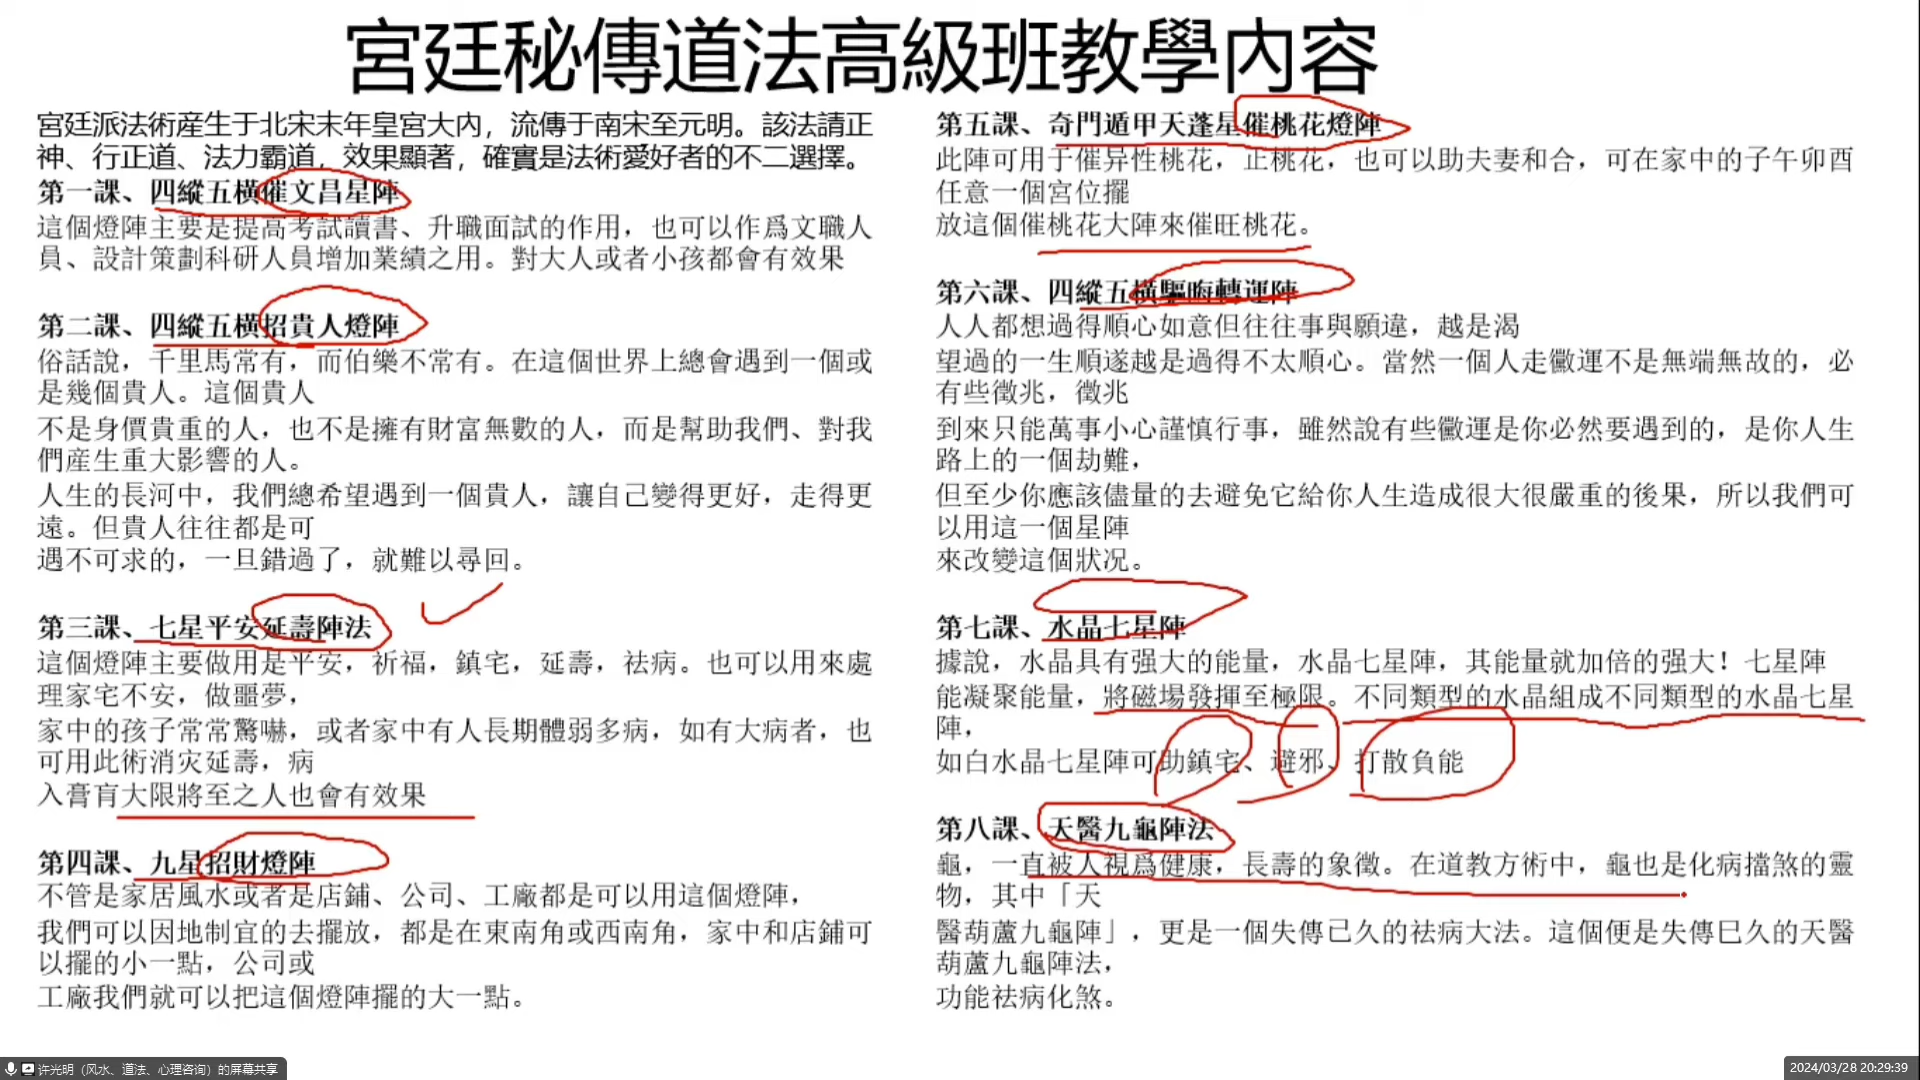 宮廷秘傳道法高級班教學內容
宮廷派法術産生于北宋末年皇宮大內，流傳于南宋至元明。該法請正
神、行正道、法力霸道，效果顯著，確實是法術愛好者的不二選擇。
第一課、四縱五橫催文昌星陣
這個燈陣主要是提高考試讀書、升職面試的作用，也可以作爲文職人
員、設計策劃科研人員增加業績之用。對大人或者小孩都會有效果
第二課、四縱五橫招貴人燈陣
俗話說，千里馬常有，而伯樂不常有。在這個世界上總會遇到一個或
是幾個貴人。這個貴人
不是身價貴重的人，也不是擁有財富無數的人，而是幫助我們、對我
們産生重大影響的人。
人生的長河中，我們總希望遇到一個貴人，讓自己變得更好，走得更
遠。但貴人往往都是可
遇不可求的，一旦錯過了，就難以尋回。
第三課、七星平安延壽陣法
這個燈陣主要做用是平安，祈福，鎮宅，延壽，祛病。也可以用來處
理家宅不安，做噩夢，
家中的孩子常常驚嚇，或者家中有人長期體弱多病，如有大病者，也
可用此術消灾延壽，病
入膏肓大限將至之人也會有效果
第四課、九星招財燈陣
不管是家居風水或者是店鋪、公司、工廠都是可以用這個燈陣，
我們可以因地制宜的去擺放，都是在東南角或西南角，家中和店鋪可
以擺的小一點，公司或
工廠我們就可以把這個燈陣擺的大一點。
第五課、奇門遁甲天蓬星催桃花燈陣
此陣可用于催异性桃花，正桃花，也可以助夫妻和合，可在家中的子午卯酉
任意一個宮位擺
放這個催桃花大陣來催旺桃花。
第六課、四縱五橫驅晦轉運陣
人人都想過得順心如意但往往事與願違，越是渴
望過的一生順遂越是過得不太順心。當然一個人走黴運不是無端無故的，必
有些徵兆，徵兆
到來只能萬事小心謹慎行事，雖然說有些黴運是你必然要遇到的，是你人生
路上的一個劫難，
但至少你應該儘量的去避免它給你人生造成很大很嚴重的後果，所以我們可
以用這一個星陣
來改變這個狀况。
第七課、水晶七星陣
據說，水晶具有强大的能量，水晶七星陣，其能量就加倍的强大！七星陣
能凝聚能量，將磁場發揮至極限。不同類型的水晶組成不同類型的水晶七星
陣，
如白水晶七星陣可助鎮宅、避邪、打散負能
第八課、天醫九龜陣法
龜，一直被人視爲健康，長壽的象徵。在道教方術中，龜也是化病擋煞的靈
物，其中「天
醫葫蘆九龜陣」，更是一個失傳已久的祛病大法。這個便是失傳巳久的天醫
葫蘆九龜陣法，
功能祛病化煞。
许光明（风水、道法、心理咨询）的屏幕共享
2024/03/28 20:29:39